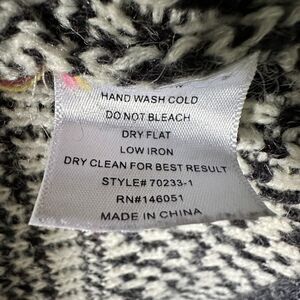 HAND WASH COLD
DO NOT BLEACH
DRY FLAT
LOW IRON
DRY CLEAN FOR BEST RESULT
STYLE# 70233-1
RN#146051
MADE IN CHINA